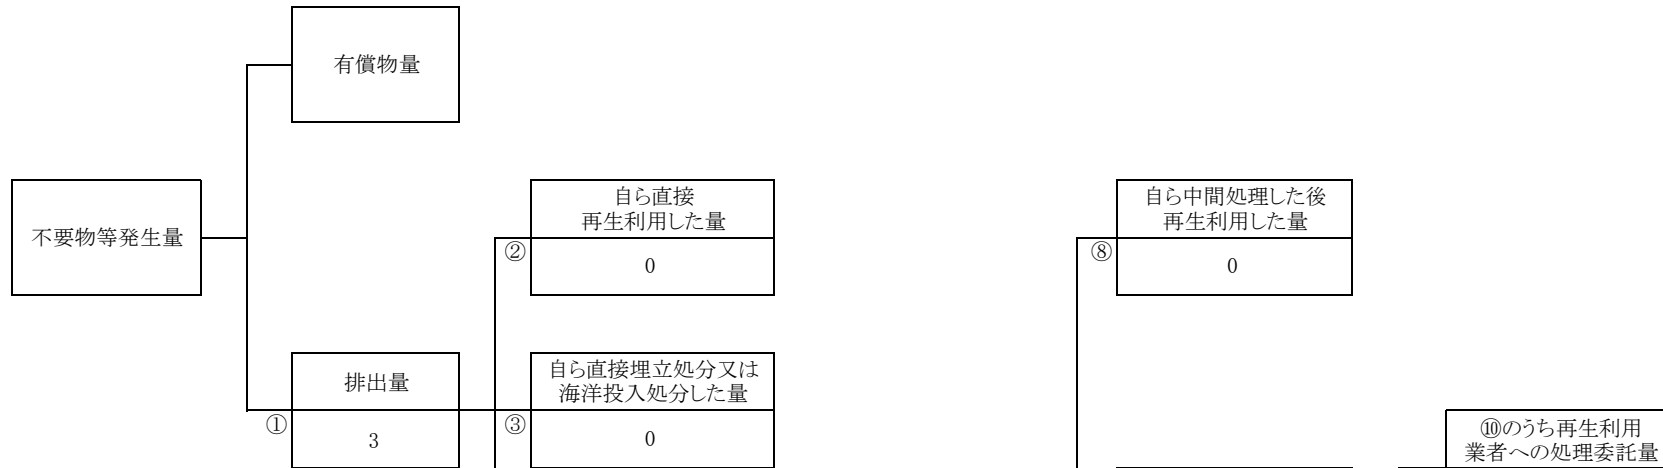 有償物量
不要物等発生量
自ら直接
再生利用した量
②
0
自ら中間処理した後
再生利用した量
⑧
0
排出量
①
3
自ら直接埋立処分又は
海洋投入処分した量
③
0
⑩のうち再生利用
業者への処理委託量